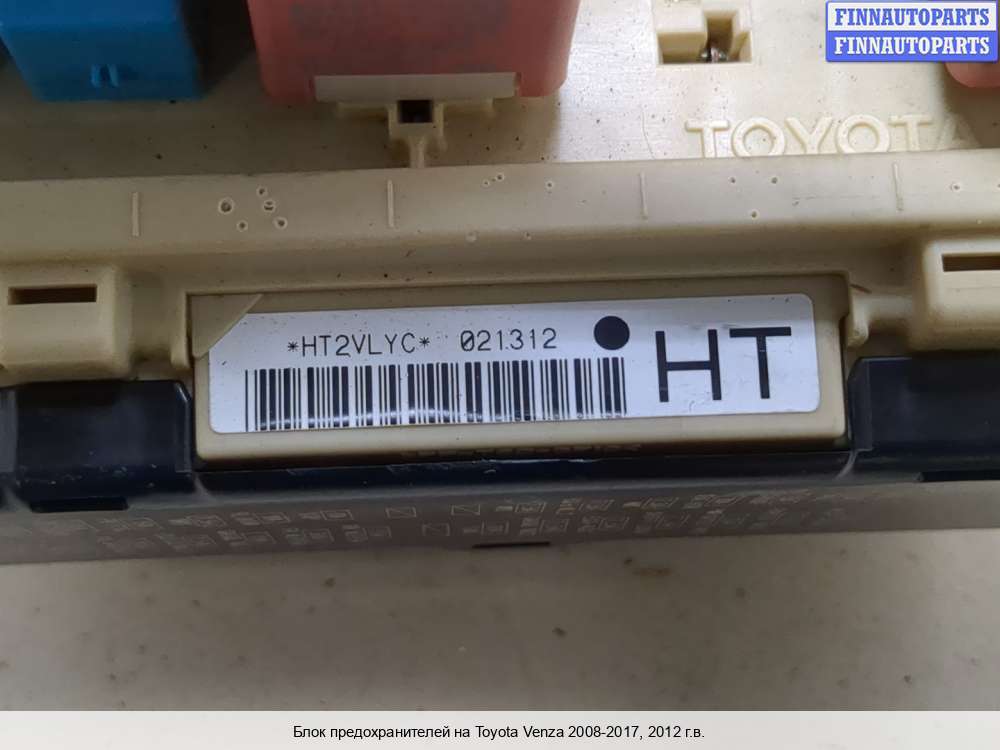 FINNAUTOPARTS
FINNAUTOPARTS
TOYOTA
*HT2VLYC* 021312
HT
Блок предохранителей на Toyota Venza 2008-2017, 2012 г.в.